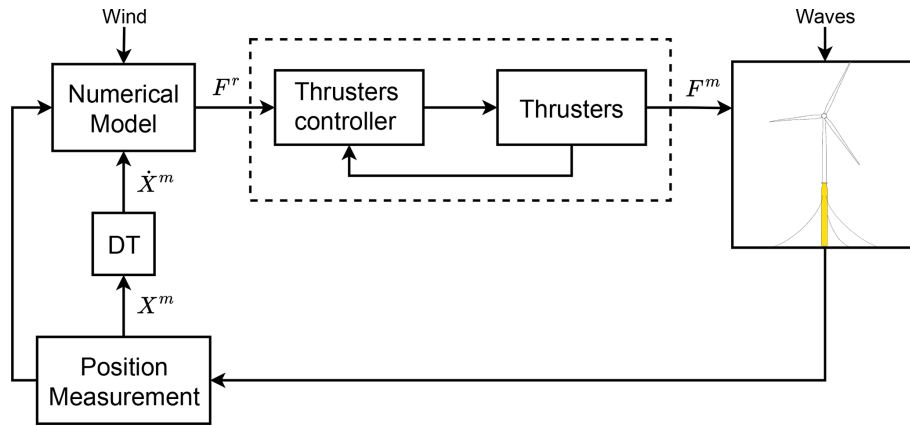 Wind
Waves
Numerical
Model
F^r
Thrusters
controller
Thrusters
F^m
Ẋ^m
DT
X^m
Position
Measurement